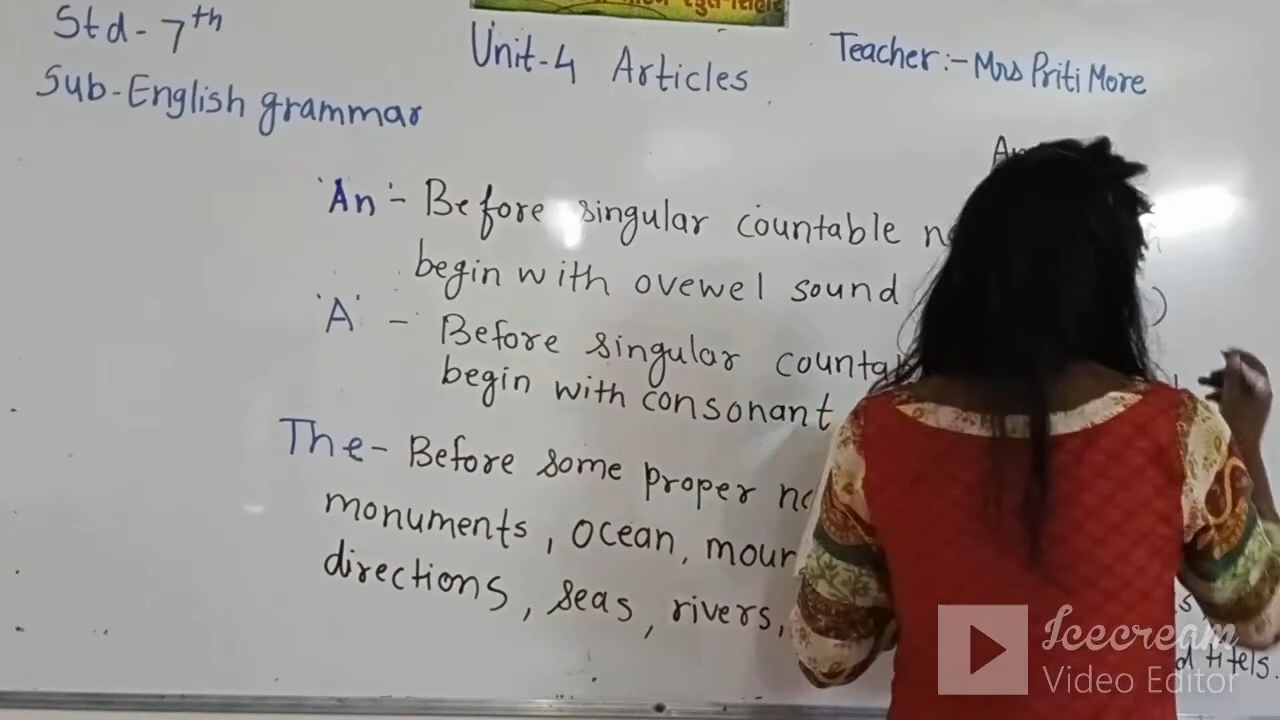 Std- 7th
Sub-English grammar
Unit-4 Articles
Teacher:- Mrs Priti More
'An'- Before singular countable
begin with ovewel sound
'A' - Before singular
begin with consonant
The- Before some proper
monuments, ocean,
directions, seas, rivers,
titels.
Icecream
Video Editor